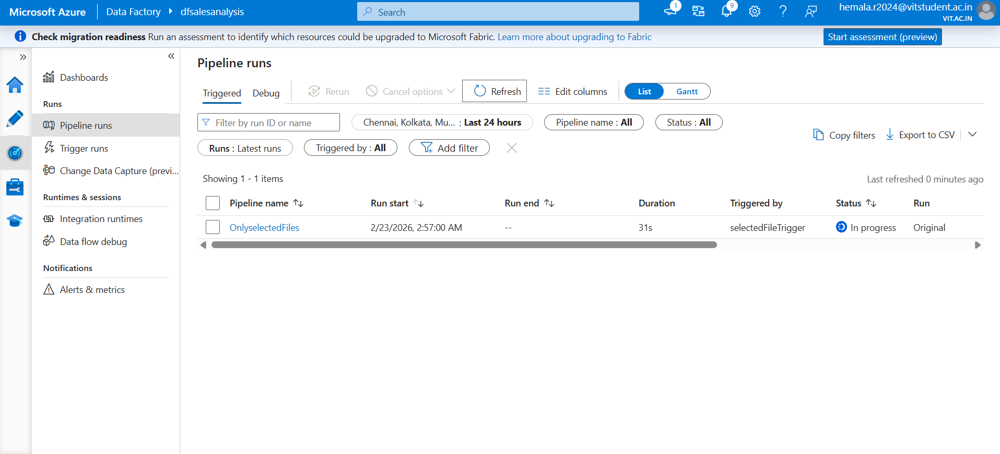 Microsoft Azure
Data Factory
dfsalesanalysis
Search
1
9
hemala.r2024@vitstudent.ac.in
VIT.AC.IN
Check migration readiness Run an assessment to identify which resources could be upgraded to Microsoft Fabric. Learn more about upgrading to Fabric
Start assessment (preview)
Dashboards
Runs
Pipeline runs
Trigger runs
Change Data Capture (previ...
Runtimes & sessions
Integration runtimes
Data flow debug
Notifications
Alerts & metrics
Pipeline runs
Triggered
Debug
Rerun
Cancel options
Refresh
Edit columns
List
Gantt
Filter by run ID or name
Chennai, Kolkata, Mu... : Last 24 hours
Pipeline name : All
Status : All
Runs : Latest runs
Triggered by : All
Add filter
Copy filters
Export to CSV
Showing 1 - 1 items
Last refreshed 0 minutes ago
Pipeline name
Run start
Run end
Duration
Triggered by
Status
Run
OnlyselectedFiles
2/23/2026, 2:57:00 AM
--
31s
selectedFileTrigger
In progress
Original